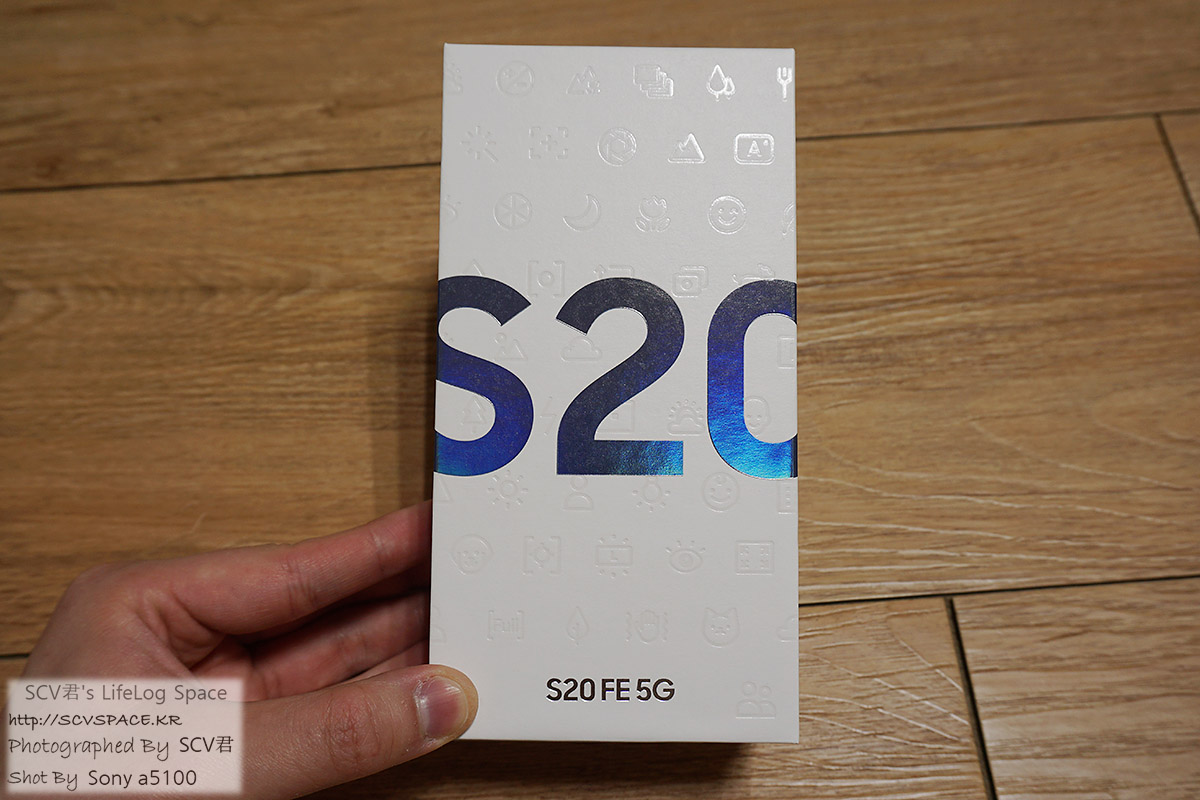 A
S20
[Full]
S20 FE 5G
SCV君's LifeLog Space
http://SCVSPACE.KR
Photographed By SCV君
Shot By Sony a5100